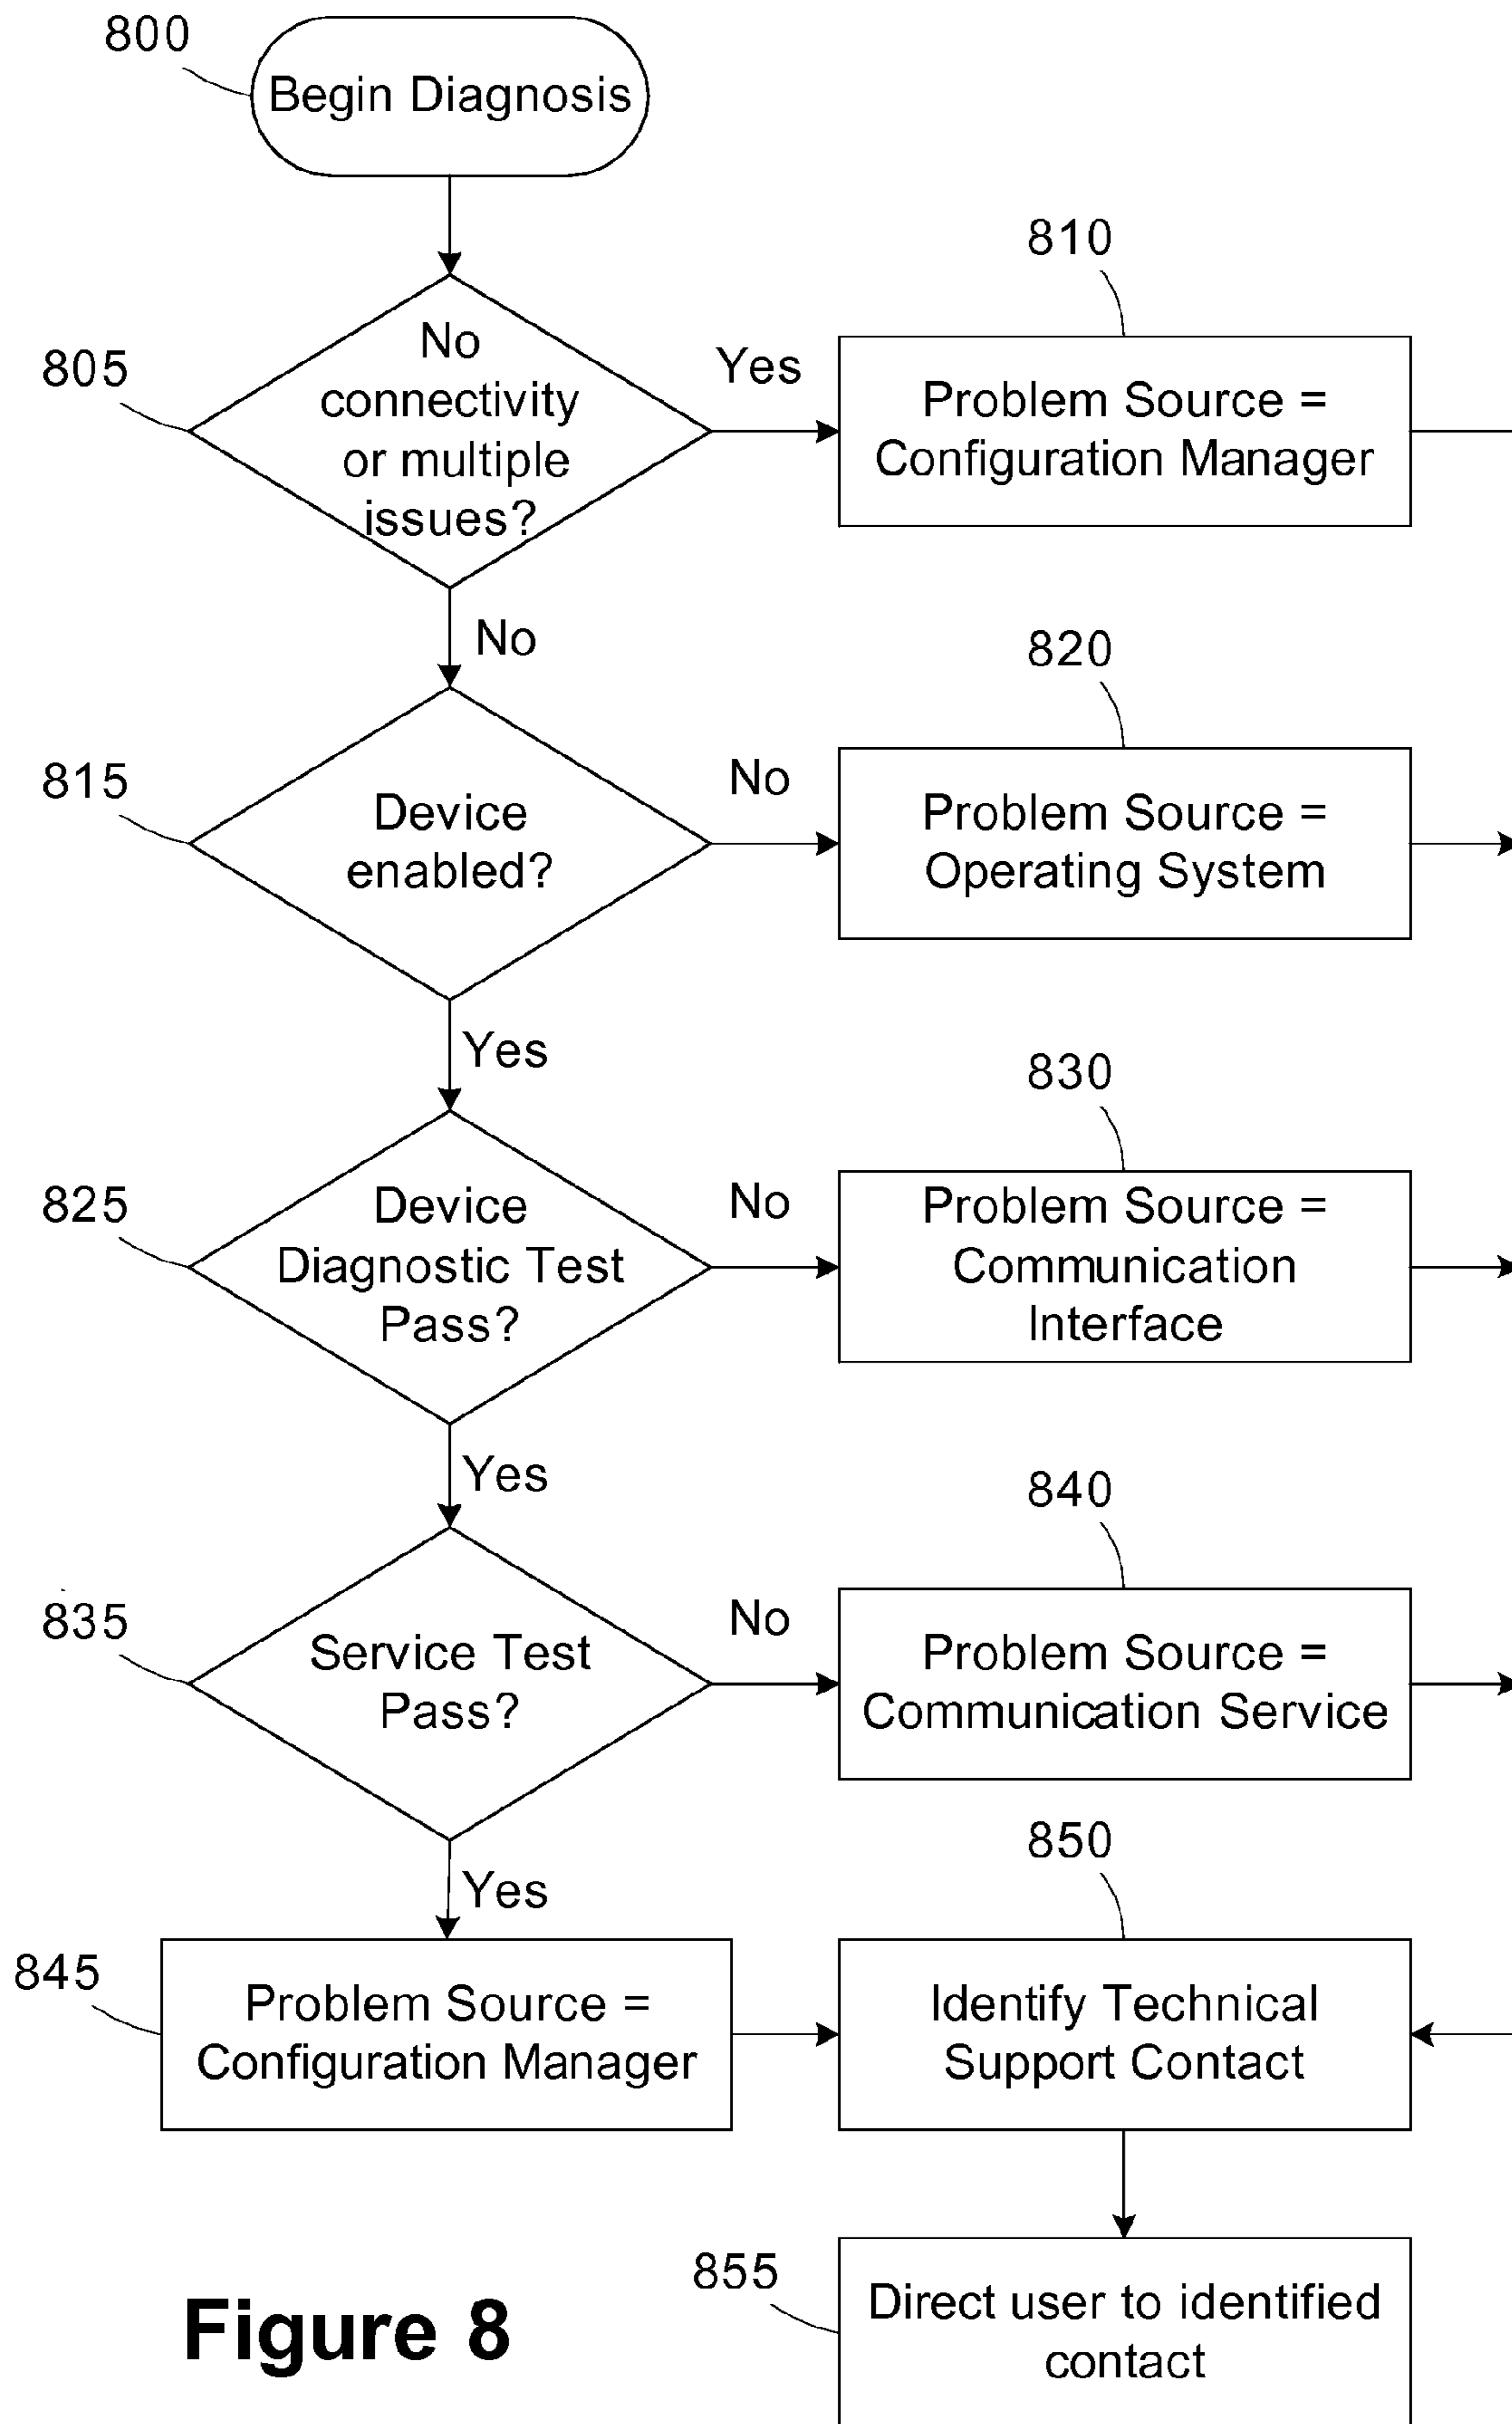 800
Begin Diagnosis
805
No
connectivity
or multiple
issues?
Yes
810
Problem Source =
Configuration Manager
No
815
Device
enabled?
No
820
Problem Source =
Operating System
Yes
825
Device
Diagnostic Test
Pass?
No
830
Problem Source =
Communication
Interface
Yes
835
Service Test
Pass?
No
840
Problem Source =
Communication Service
Yes
845
Problem Source =
Configuration Manager
850
Identify Technical
Support Contact
855
Direct user to identified
contact
Figure 8